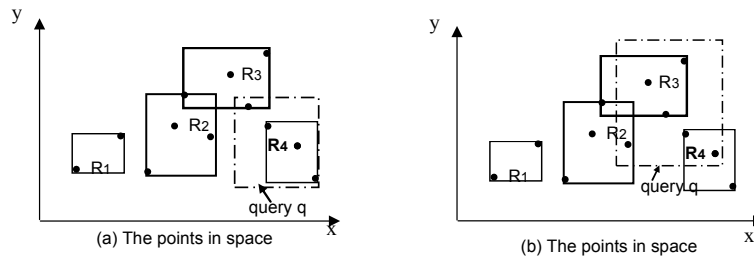 y
R3
R2
R4
R1
query q
x
(a) The points in space
y
R3
R2
R4
R1
query q
x
(b) The points in space